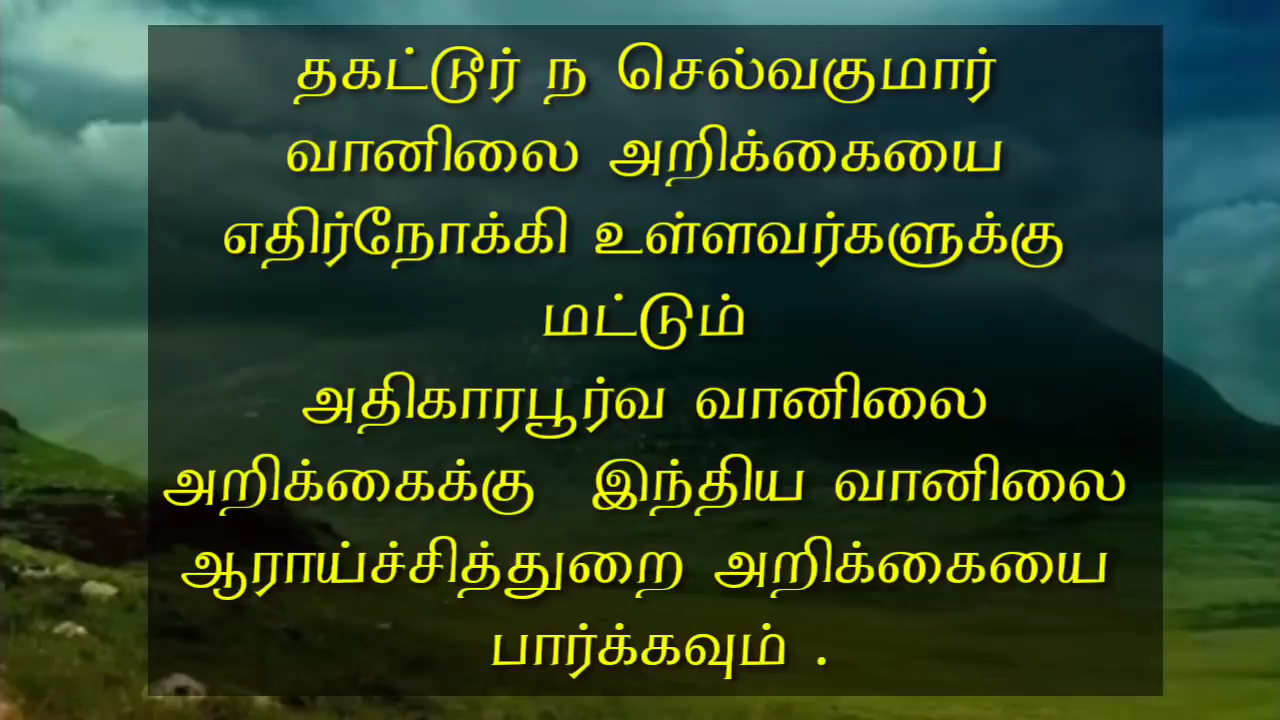 தகட்டூர் ந செல்வகுமார்
வானிலை அறிக்கையை
எதிர்நோக்கி உள்ளவர்களுக்கு
மட்டும்
அதிகாரபூர்வ வானிலை
அறிக்கைக்கு இந்திய வானிலை
ஆராய்ச்சித்துறை அறிக்கையை
பார்க்கவும் .